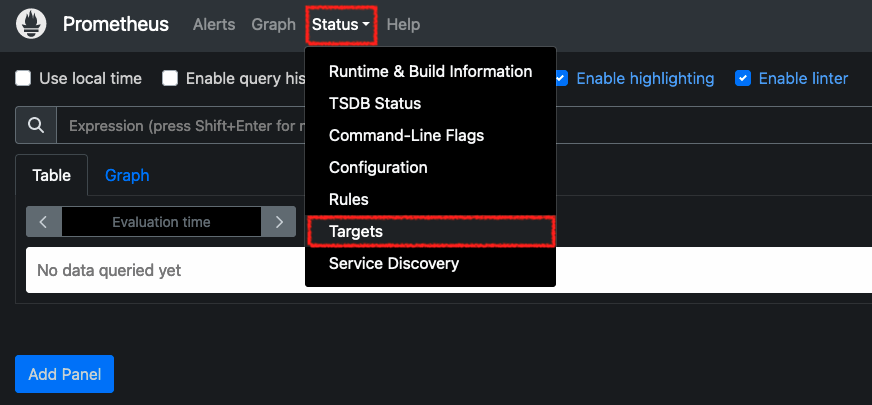 Prometheus Alerts Graph Status Help
Use local time Enable query his Enable highlighting Enable linter
Runtime & Build Information
TSDB Status
Command-Line Flags
Configuration
Rules
Targets
Service Discovery
Expression (press Shift+Enter for
Table Graph
Evaluation time
No data queried yet
Add Panel